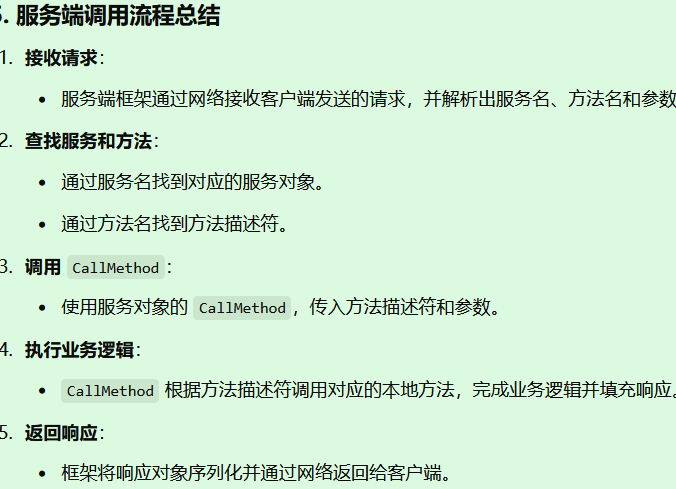 . 服务端调用流程总结
1. 接收请求：
• 服务端框架通过网络接收客户端发送的请求，并解析出服务名、方法名和参数
2. 查找服务和方法：
• 通过服务名找到对应的服务对象。
• 通过方法名找到方法描述符。
3. 调用 CallMethod：
• 使用服务对象的 CallMethod，传入方法描述符和参数。
4. 执行业务逻辑：
• CallMethod 根据方法描述符调用对应的本地方法，完成业务逻辑并填充响应。
5. 返回响应：
• 框架将响应对象序列化并通过网络返回给客户端。